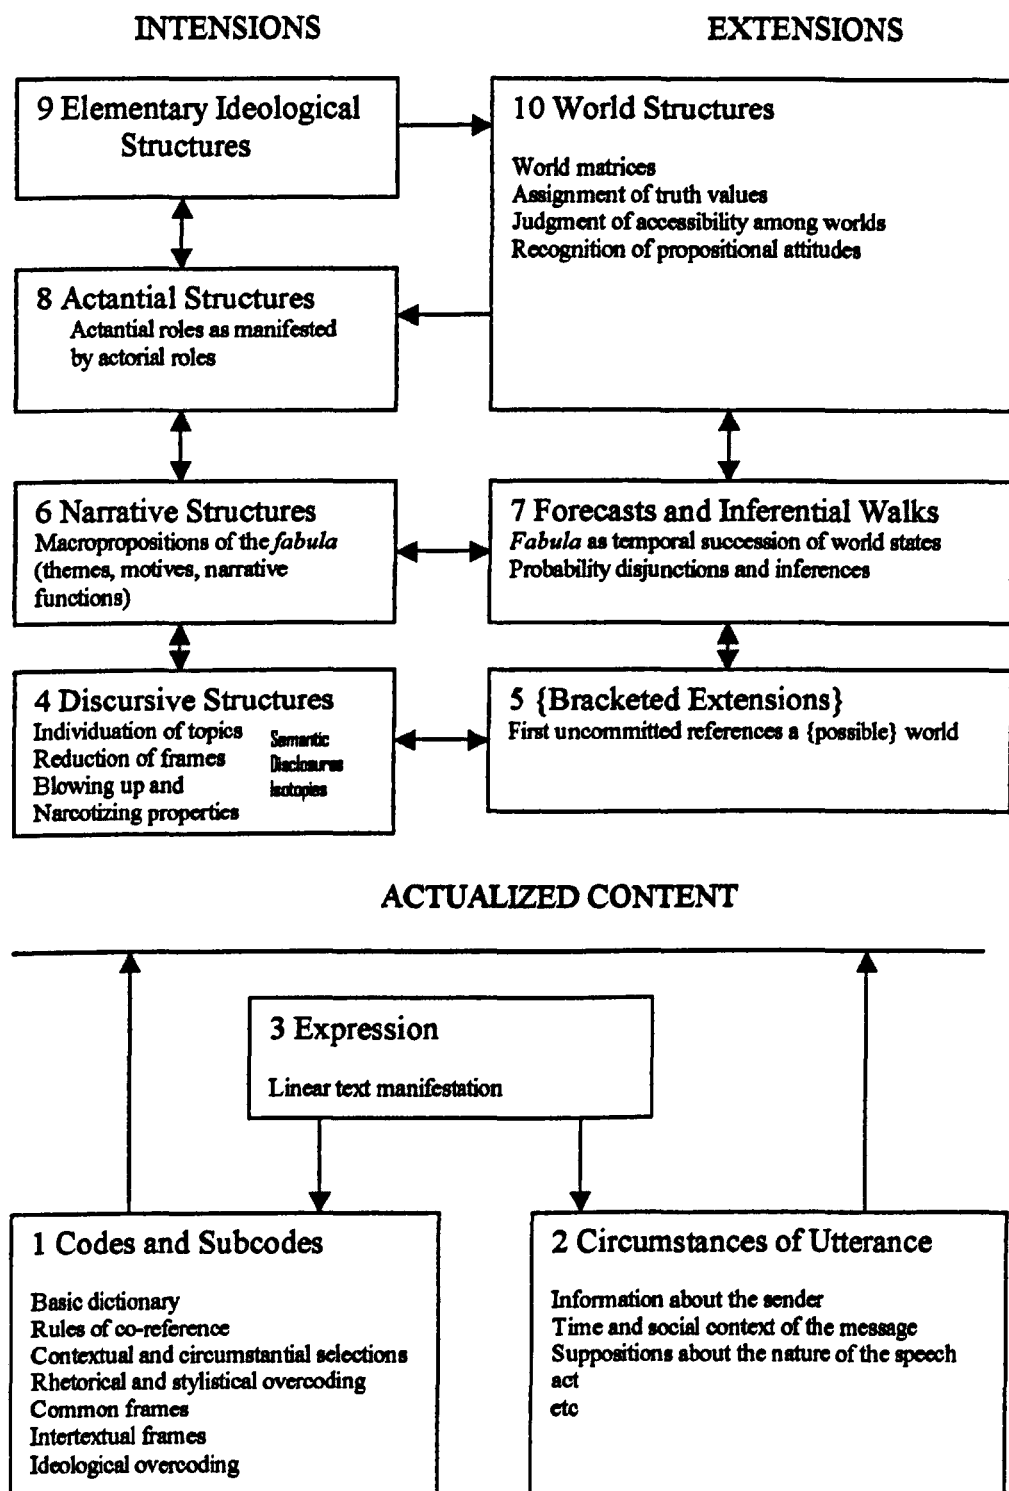 INTENSIONS
EXTENSIONS
9 Elementary Ideological
Structures
10 World Structures
World matrices
Assignment of truth values
Judgment of accessibility among worlds
Recognition of propositional attitudes
8 Actantial Structures
Actantial roles as manifested
by actorial roles
6 Narrative Structures
Macropropositions of the fabula
(themes, motives, narrative
functions)
7 Forecasts and Inferential Walks
Fabula as temporal succession of world states
Probability disjunctions and inferences
4 Discursive Structures
Individuation of topics
Reduction of frames
Blowing up and
Narcotizing properties
Semantic
Disclosures
Isotopies
5 {Bracketed Extensions}
First uncommitted references a {possible} world
ACTUALIZED CONTENT
3 Expression
Linear text manifestation
1 Codes and Subcodes
Basic dictionary
Rules of co-reference
Contextual and circumstantial selections
Rhetorical and stylistical overcoding
Common frames
Intertextual frames
Ideological overcoding
2 Circumstances of Utterance
Information about the sender
Time and social context of the message
Suppositions about the nature of the speech
act
etc